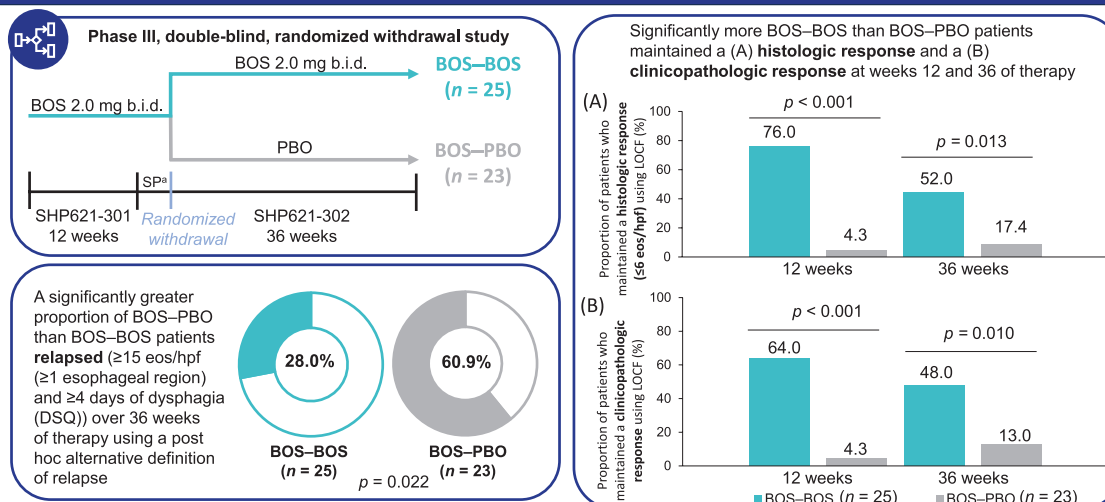 Phase III, double-blind, randomized withdrawal study
BOS 2.0 mg b.i.d.
BOS 2.0 mg b.i.d.
BOS–BOS
(n = 25)
PBO
BOS–PBO
(n = 23)
SPa
SHP621-301
12 weeks
Randomized
withdrawal
SHP621-302
36 weeks
A significantly greater
proportion of BOS–PBO
than BOS–BOS patients
relapsed (≥15 eos/hpf
(≥1 esophageal region)
and ≥4 days of dysphagia
(DSQ)) over 36 weeks
of therapy using a post
hoc alternative definition
of relapse
28.0%
60.9%
BOS–BOS
(n = 25)
BOS–PBO
(n = 23)
p = 0.022
Significantly more BOS–BOS than BOS–PBO patients
maintained a (A) histologic response and a (B)
clinicopathologic response at weeks 12 and 36 of therapy
(A)
Proportion of patients who
maintained a histologic response
(≤6 eos/hpf) using LOCF (%)
100
80
60
40
20
0
p < 0.001
76.0
4.3
p = 0.013
52.0
17.4
12 weeks
36 weeks
(B)
Proportion of patients who
maintained a clinicopathologic
response using LOCF (%)
100
80
60
40
20
0
p < 0.001
64.0
4.3
p = 0.010
48.0
13.0
12 weeks
36 weeks
BOS–BOS (n = 25)
BOS–PBO (n = 23)